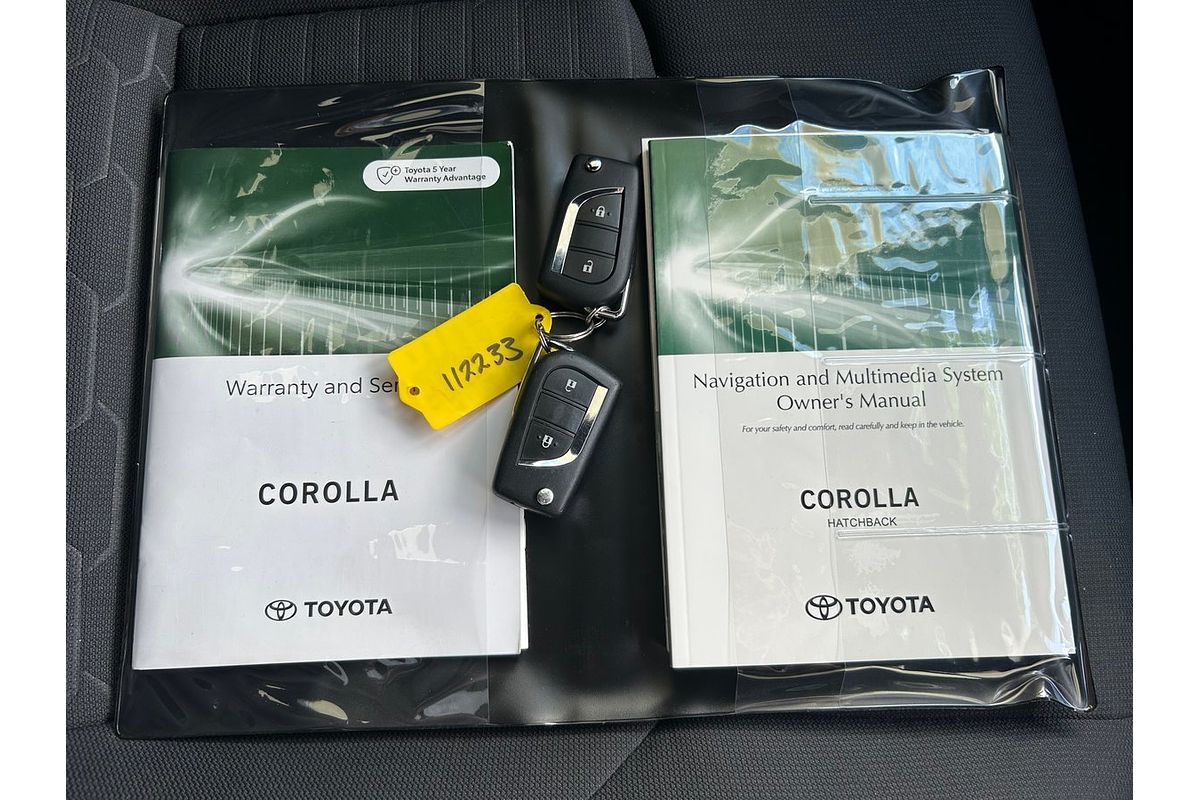 Toyota 5 Year
Warranty Advantage
Warranty and Ser
COROLLA
TOYOTA
112233
Navigation and Multimedia System
Owner's Manual
For your safety and comfort, read carefully and keep in the vehicle.
COROLLA
HATCHBACK
TOYOTA